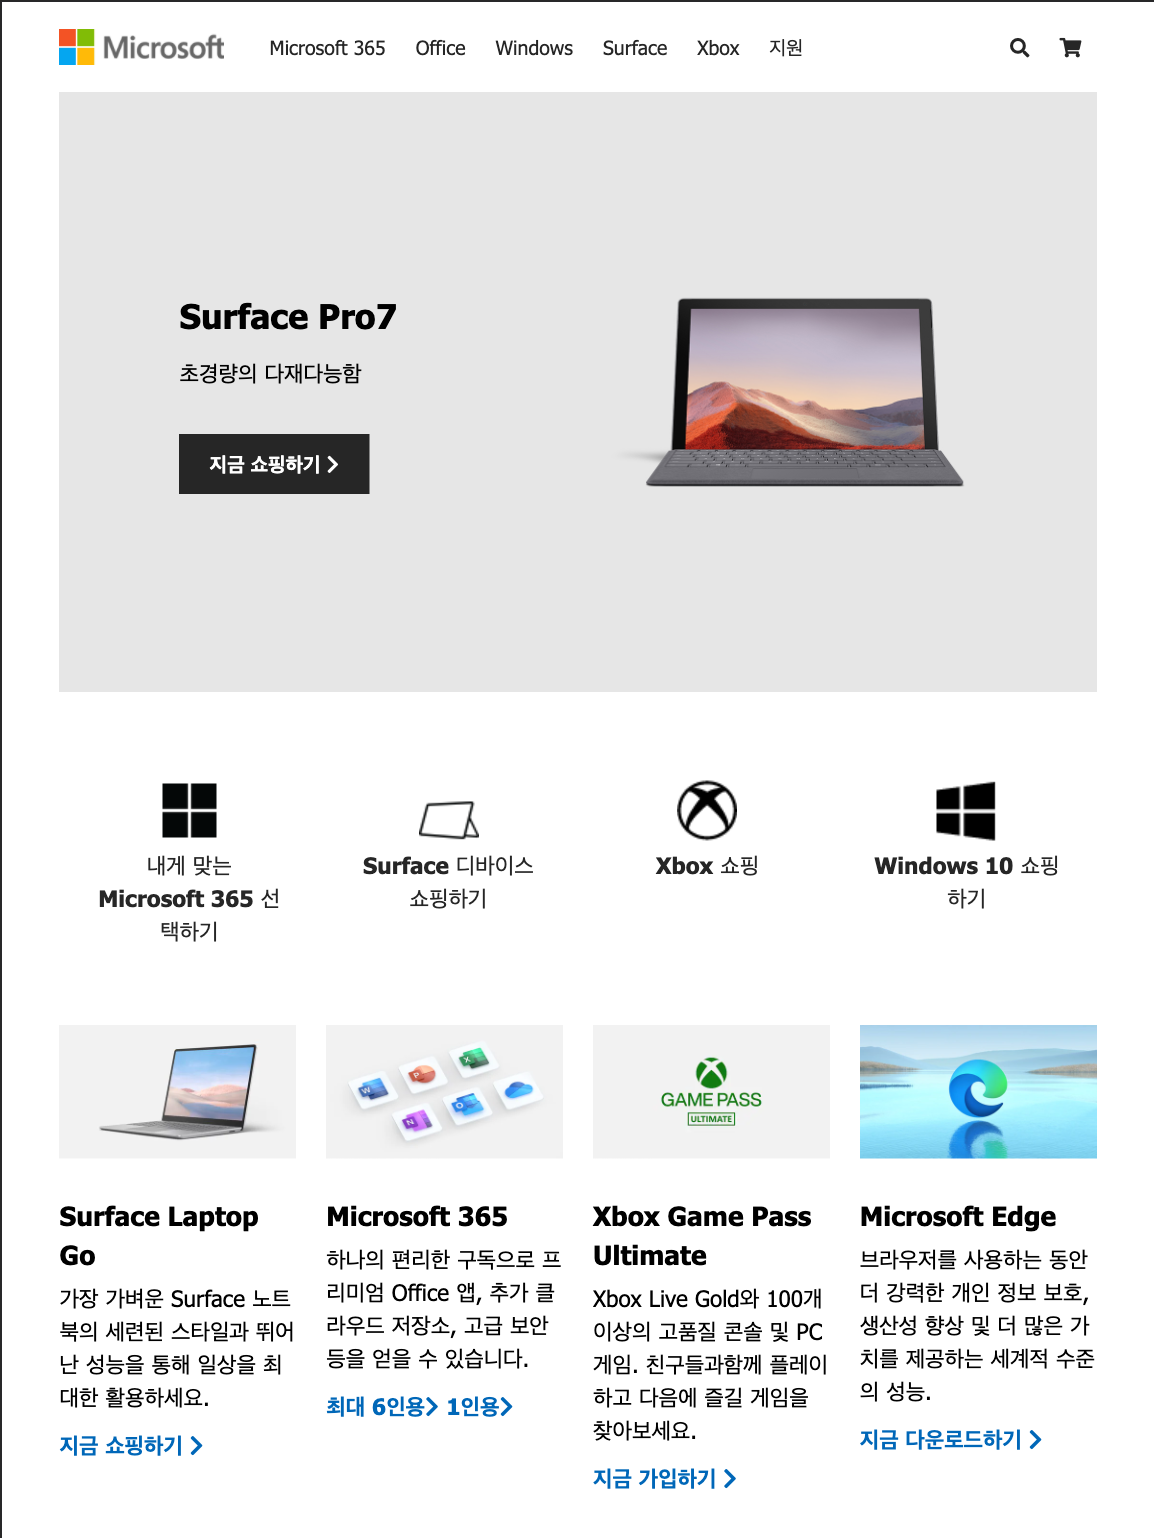 Microsoft
Microsoft 365 Office Windows Surface Xbox 지원
Surface Pro7
초경량의 다재다능함
지금 쇼핑하기
내게 맞는
Microsoft 365 선
택하기
Surface 디바이스
쇼핑하기
Xbox 쇼핑
Windows 10 쇼핑
하기
W
P
X
N
O
GAME PASS
ULTIMATE
Surface Laptop
Go
가장 가벼운 Surface 노트
북의 세련된 스타일과 뛰어
난 성능을 통해 일상을 최
대한 활용하세요.
지금 쇼핑하기
Microsoft 365
하나의 편리한 구독으로 프
리미엄 Office 앱, 추가 클
라우드 저장소, 고급 보안
등을 얻을 수 있습니다.
최대 6인용 1인용
Xbox Game Pass
Ultimate
Xbox Live Gold와 100개
이상의 고품질 콘솔 및 PC
게임. 친구들과함께 플레이
하고 다음에 즐길 게임을
찾아보세요.
지금 가입하기
Microsoft Edge
브라우저를 사용하는 동안
더 강력한 개인 정보 보호,
생산성 향상 및 더 많은 가
치를 제공하는 세계적 수준
의 성능.
지금 다운로드하기